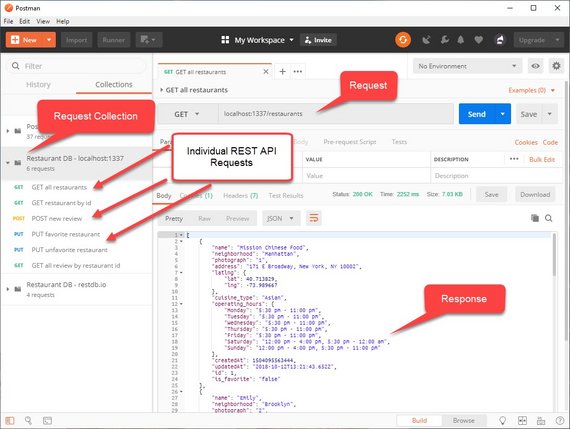 Postman
File Edit View Help
New
Import
Runner
My Workspace
Invite
Upgrade
Filter
History
Collections
GET GET all restaurants
No Environment
GET all restaurants
Examples (0)
Request
GET
localhost:1337/restaurants
Send
Save
Request Collection
37 requests
Restaurant DB - localhost:1337
6 requests
GET GET all restaurants
GET GET restaurant by id
POST POST new review
PUT PUT favorite restaurant
PUT PUT unfavorite restaurant
GET GET all review by restaurant id
Restaurant DB - restdb.io
4 requests
Individual REST API
Requests
Body
Pre-request Script
Tests
Cookies Code
VALUE
DESCRIPTION
Bulk Edit
Value
Description
Body
Cookies (1)
Headers (7)
Test Results
Status: 200 OK
Time: 2252 ms
Size: 7.03 KB
Save
Download
Pretty
Raw
Preview
JSON
1 [
2 {
3 "name": "Mission Chinese Food",
4 "neighborhood": "Manhattan",
5 "photograph": "1",
6 "address": "171 E Broadway, New York, NY 10002",
7 "latlng": {
8 "lat": 40.713829,
9 "lng": -73.989667
10 },
11 "cuisine_type": "Asian",
12 "operating_hours": {
13 "Monday": "5:30 pm - 11:00 pm",
14 "Tuesday": "5:30 pm - 11:00 pm",
15 "Wednesday": "5:30 pm - 11:00 pm",
16 "Thursday": "5:30 pm - 11:00 pm",
17 "Friday": "5:30 pm - 11:00 pm",
18 "Saturday": "12:00 pm - 4:00 pm, 5:30 pm - 12:00 am",
19 "Sunday": "12:00 pm - 4:00 pm, 5:30 pm - 11:00 pm"
20 },
21 "createdAt": 1504095563444,
22 "updatedAt": "2018-10-12T13:21:43.652Z",
23 "id": 1,
24 "is_favorite": "false"
25 },
26 {
27 "name": "Emily",
28 "neighborhood": "Brooklyn",
29 "photograph": "2",
Response
Build
Browse